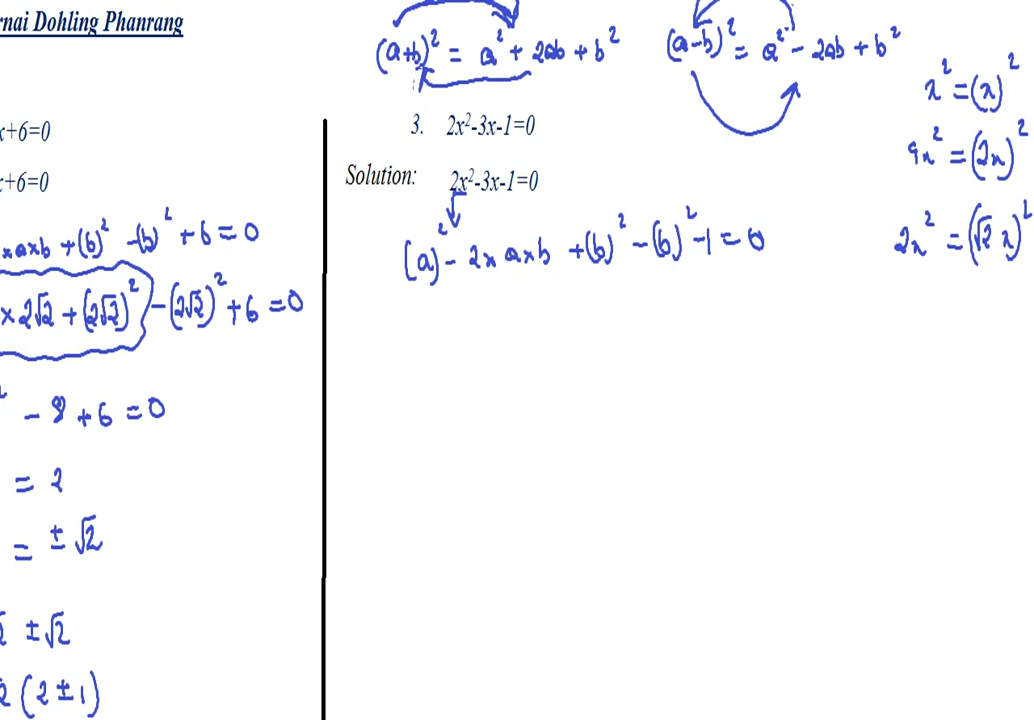 rnai Dohling Phanrang
x+6=0
x+6=0
×a×b +(b)² -(b)² + 6 = 0
×2√2 + (2√2)² -(2√2)² + 6 = 0
- 8 + 6 = 0
= 2
= ± √2
± √2
2 (2 ± 1)
(a+b)² = a² + 2ab + b²
(a-b)² = a² - 2ab + b²
3. 2x²-3x-1=0
Solution: 2x²-3x-1=0
(a)² - 2×a×b +(b)² -(b)² -1 = 0
x² = (x)²
4x² = (2x)²
2x² = (√2 x)²